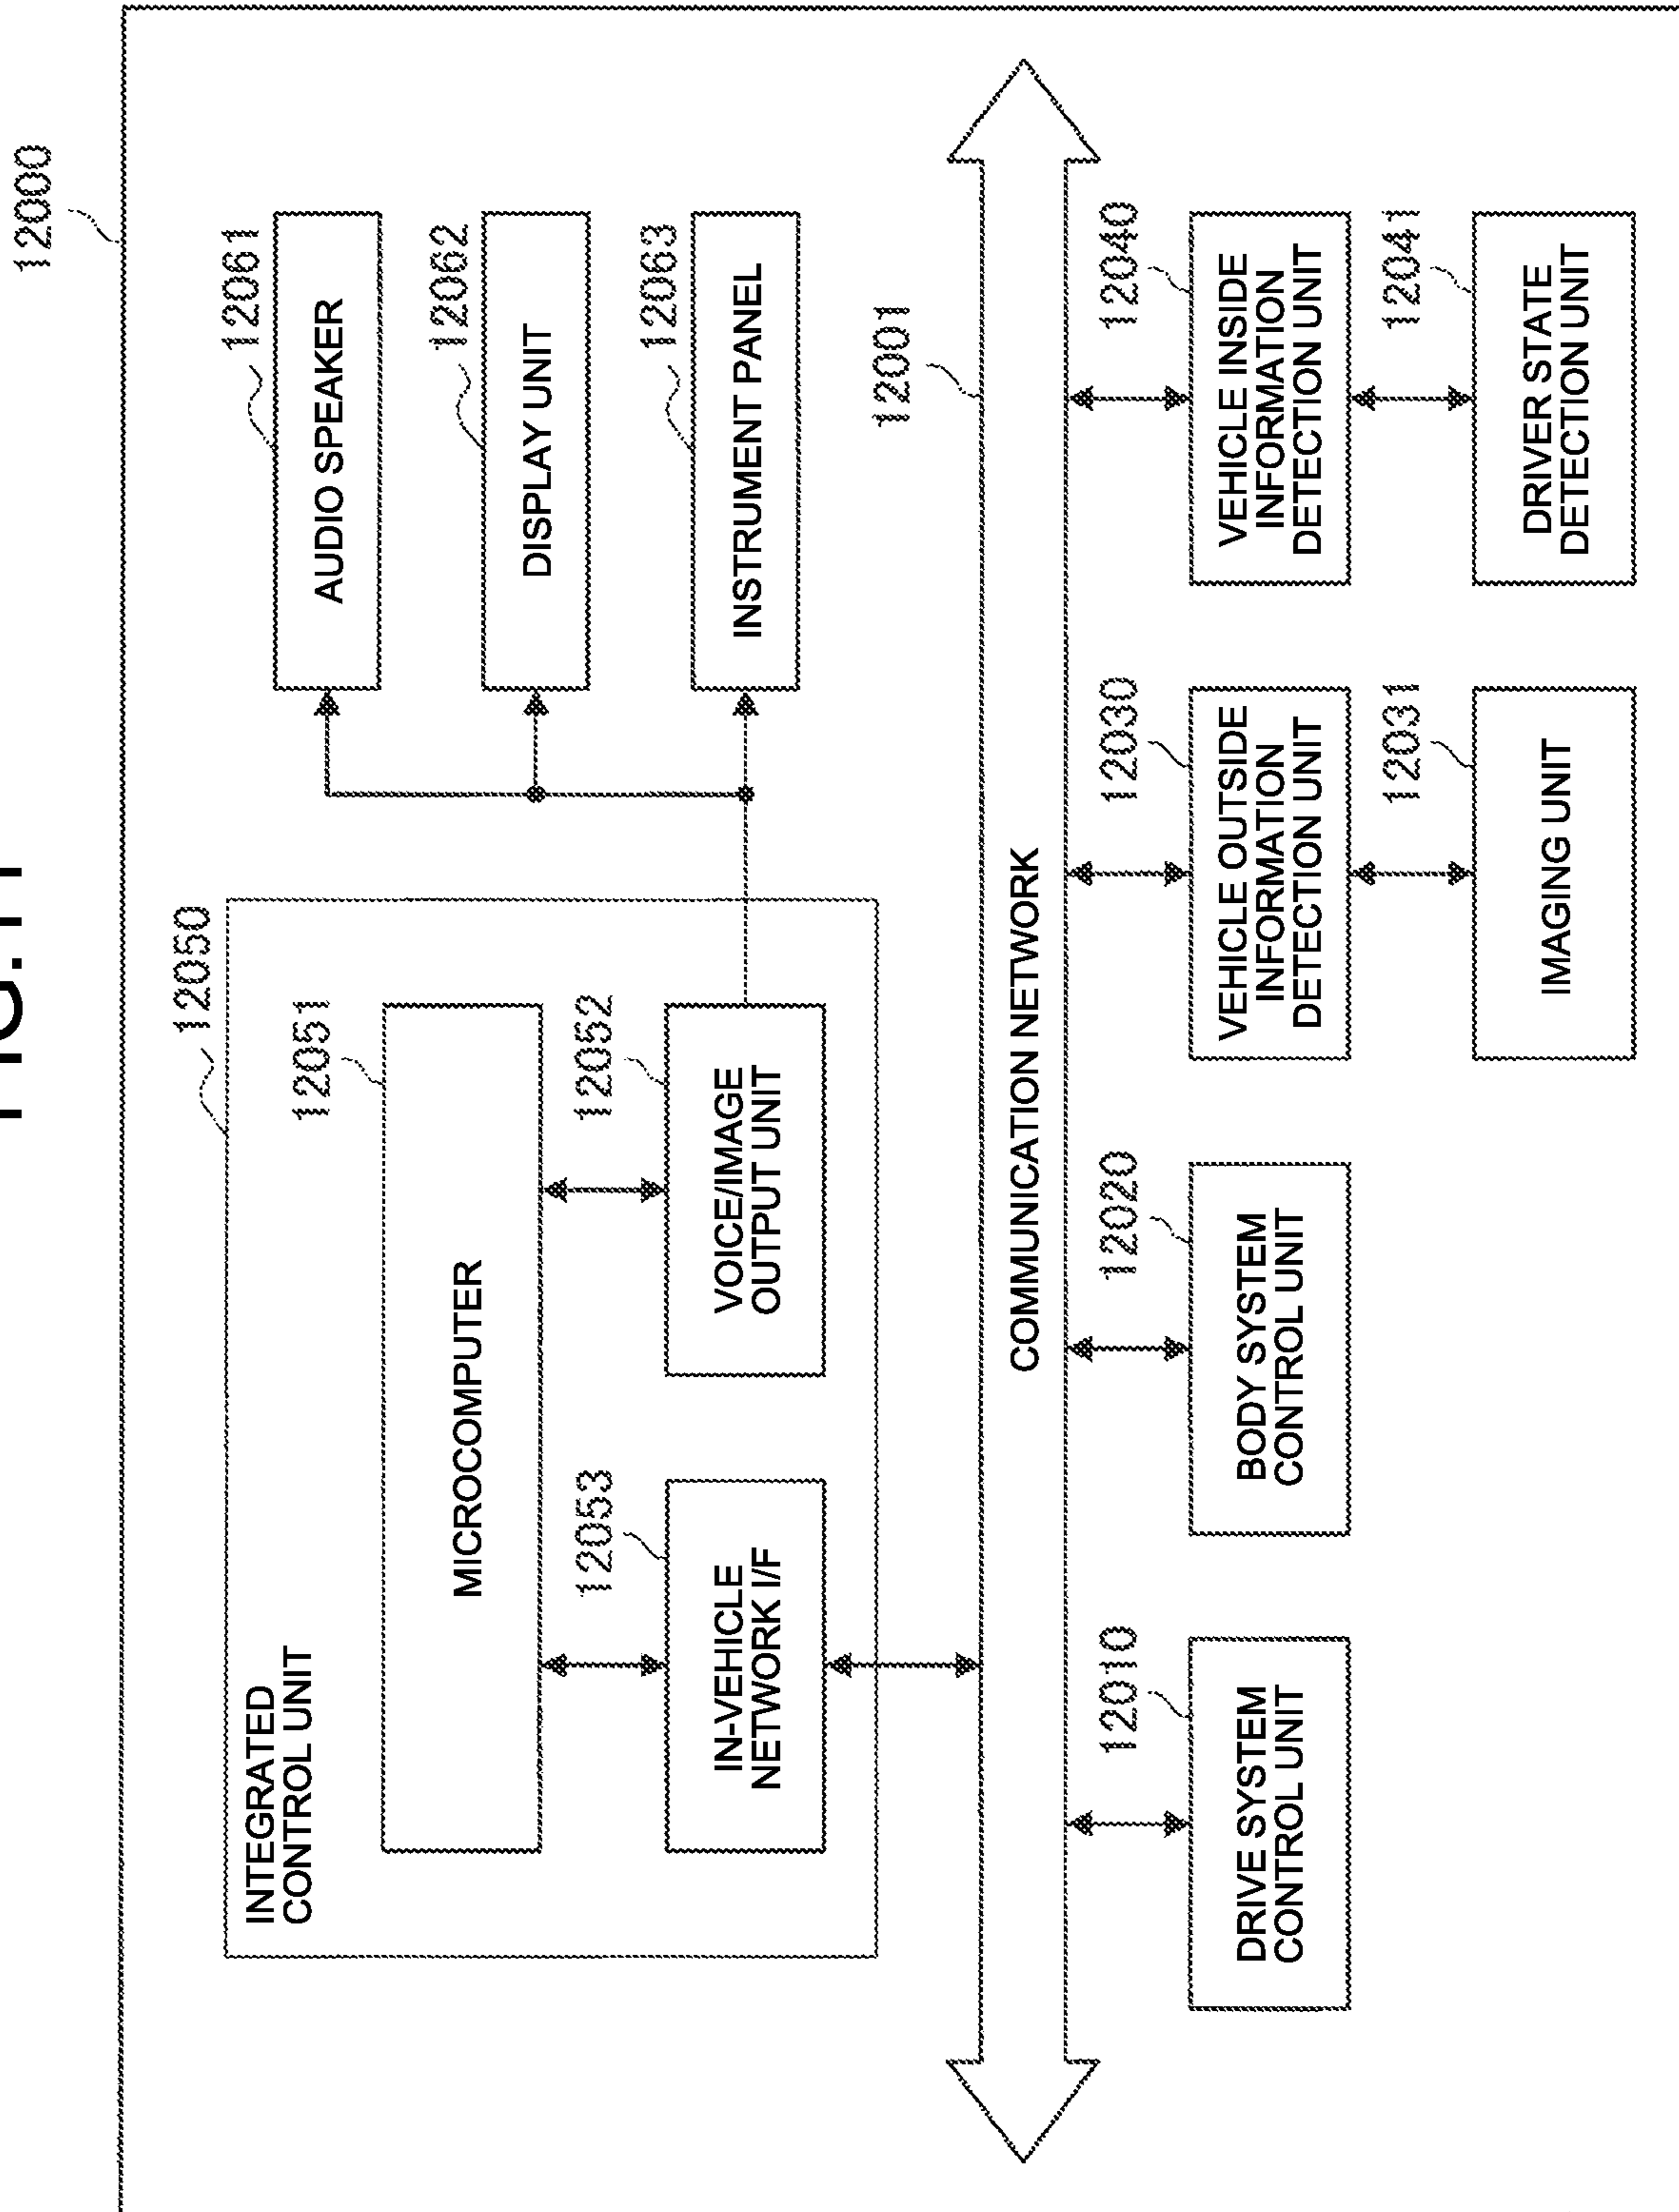 12000
12050
INTEGRATED
CONTROL UNIT
12051
MICROCOMPUTER
12053
IN-VEHICLE
NETWORK I/F
12052
VOICE/IMAGE
OUTPUT UNIT
12061
AUDIO SPEAKER
12062
DISPLAY UNIT
12063
INSTRUMENT PANEL
12001
COMMUNICATION NETWORK
12010
DRIVE SYSTEM
CONTROL UNIT
12020
BODY SYSTEM
CONTROL UNIT
12030
VEHICLE OUTSIDE
INFORMATION
DETECTION UNIT
12040
VEHICLE INSIDE
INFORMATION
DETECTION UNIT
12031
IMAGING UNIT
12041
DRIVER STATE
DETECTION UNIT